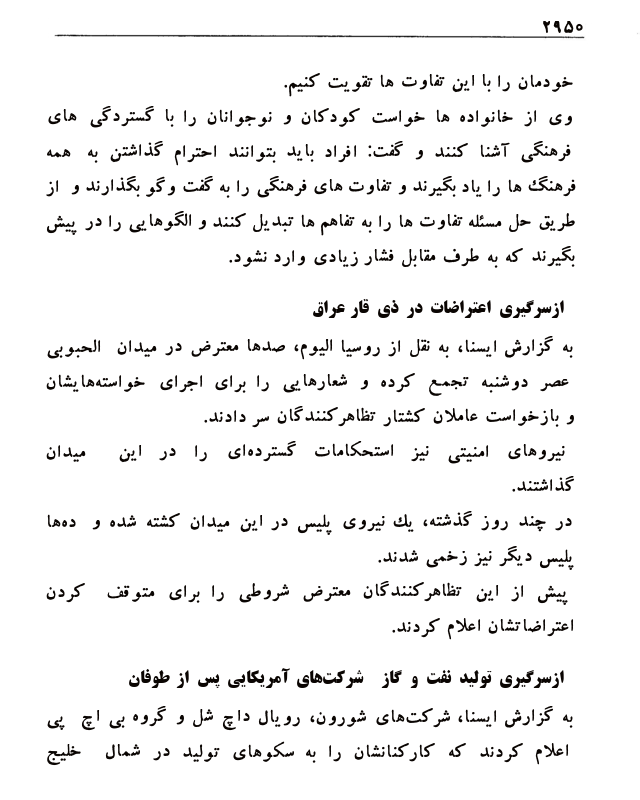 ۲۹۵۰
خودمان را با این تفاوت ها تقویت کنیم.
وی از خانواده ها خواست کودکان و نوجوانان را با گستردگی های
فرهنگی آشنا کنند و گفت: افراد باید بتوانند احترام گذاشتن به همه
فرهنگ ها را یاد بگیرند و تفاوت های فرهنگی را به گفت وگو بگذارند و از
طریق حل مسئله تفاوت ها را به تفاهم ها تبدیل کنند و الگوهایی را در پیش
بگیرند که به طرف مقابل فشار زیادی وارد نشود.
ازسرگیری اعتراضات در ذی قار عراق
به گزارش ایسنا، به نقل از روسیا الیوم، صدها معترض در میدان الحبوبی
عصر دوشنبه تجمع کرده و شعارهایی را برای اجرای خواسته‌هایشان
و بازخواست عاملان کشتار تظاهرکنندگان سر دادند.
نیروهای امنیتی نیز استحکامات گسترده‌ای را در این میدان
گذاشتند.
در چند روز گذشته، یك نیروی پلیس در این میدان کشته شده و ده‌ها
پلیس دیگر نیز زخمی شدند.
پیش از این تظاهرکنندگان معترض شروطی را برای متوقف کردن
اعتراضاتشان اعلام کردند.
ازسرگیری تولید نفت و گاز شرکت‌های آمریکایی پس از طوفان
به گزارش ایسنا، شرکت‌های شورون، رویال داچ شل و گروه بی اچ پی
اعلام کردند که کارکنانشان را به سکوهای تولید در شمال خلیج